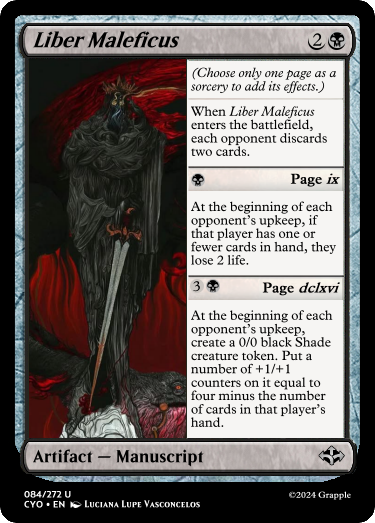 Liber Maleficus 2
(Choose only one page as a
sorcery to add its effects.)
When Liber Maleficus
enters the battlefield,
each opponent discards
two cards.
Page ix
At the beginning of each
opponent's upkeep, if
that player has one or
fewer cards in hand, they
lose 2 life.
3 Page dclxvi
At the beginning of each
opponent's upkeep,
create a 0/0 black Shade
creature token. Put a
number of +1/+1
counters on it equal to
four minus the number
of cards in that player's
hand.
Artifact — Manuscript
084/272 U
CYO • EN Luciana Lupe Vasconcelos
©2024 Grapple